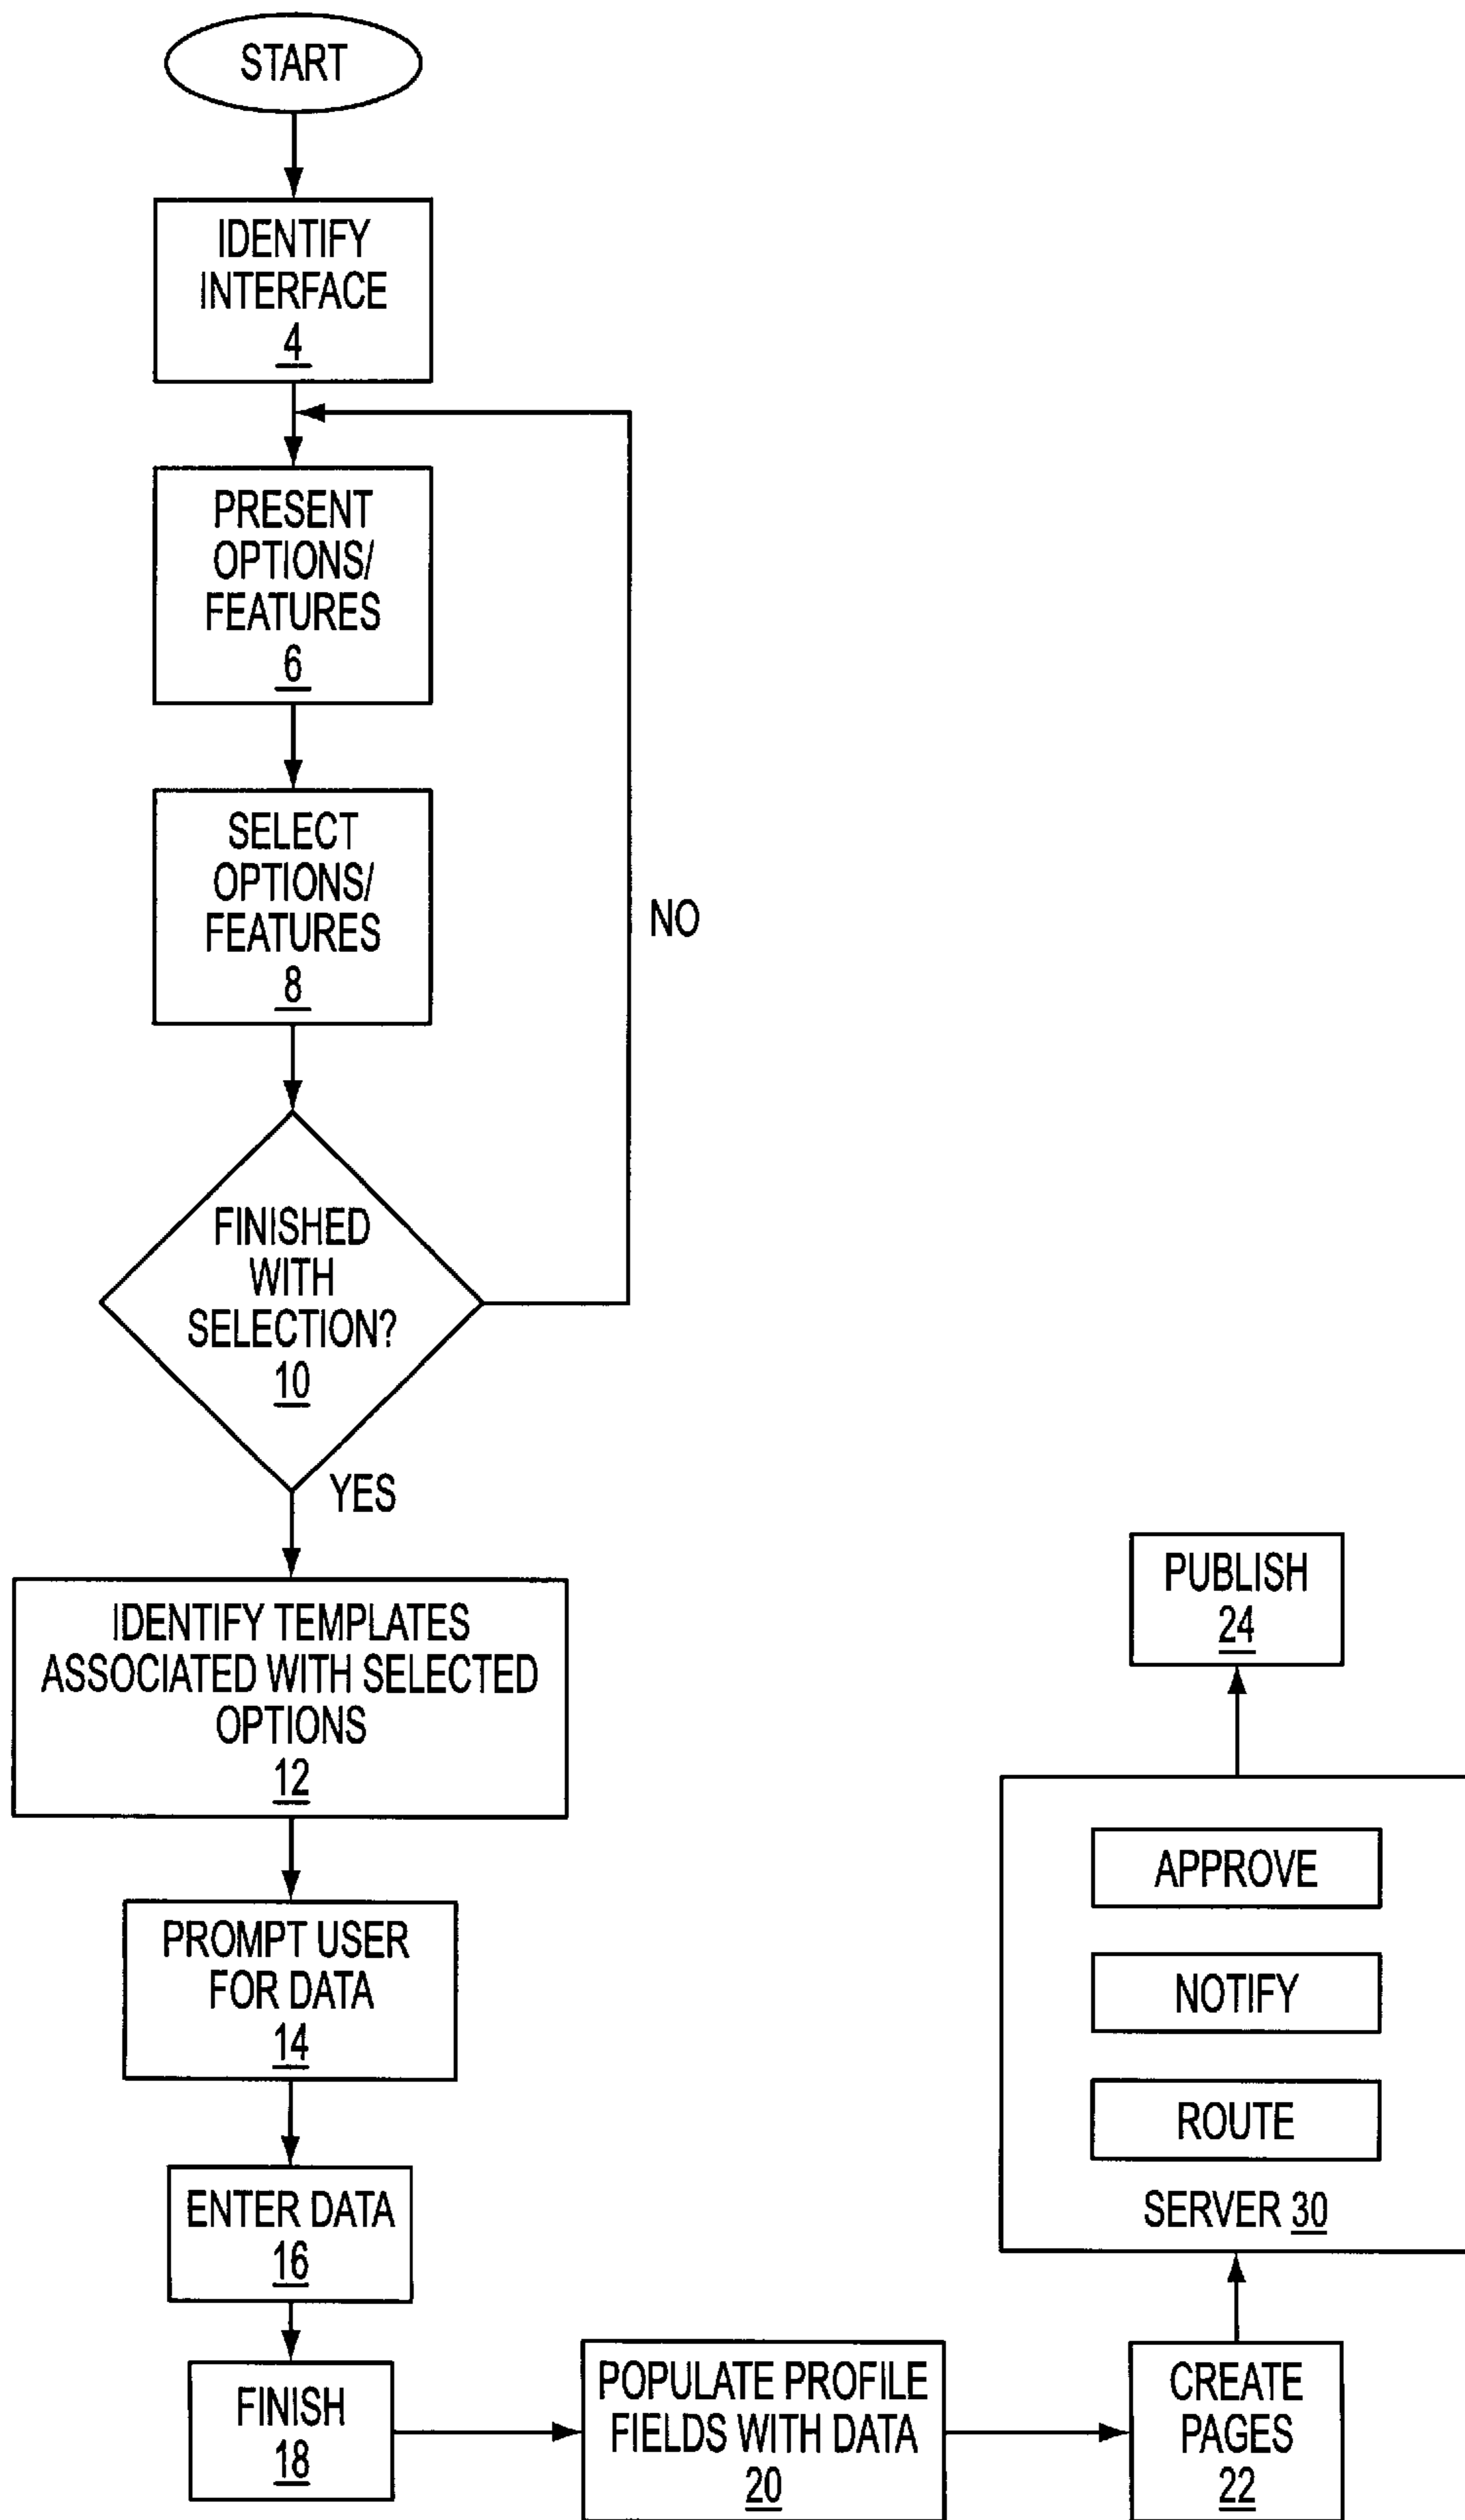 START
IDENTIFY
INTERFACE
4
PRESENT
OPTIONS/
FEATURES
6
SELECT
OPTIONS/
FEATURES
8
NO
FINISHED
WITH
SELECTION?
10
YES
IDENTIFY TEMPLATES
ASSOCIATED WITH SELECTED
OPTIONS
12
PROMPT USER
FOR DATA
14
ENTER DATA
16
FINISH
18
POPULATE PROFILE
FIELDS WITH DATA
20
CREATE
PAGES
22
APPROVE
NOTIFY
ROUTE
SERVER 30
PUBLISH
24